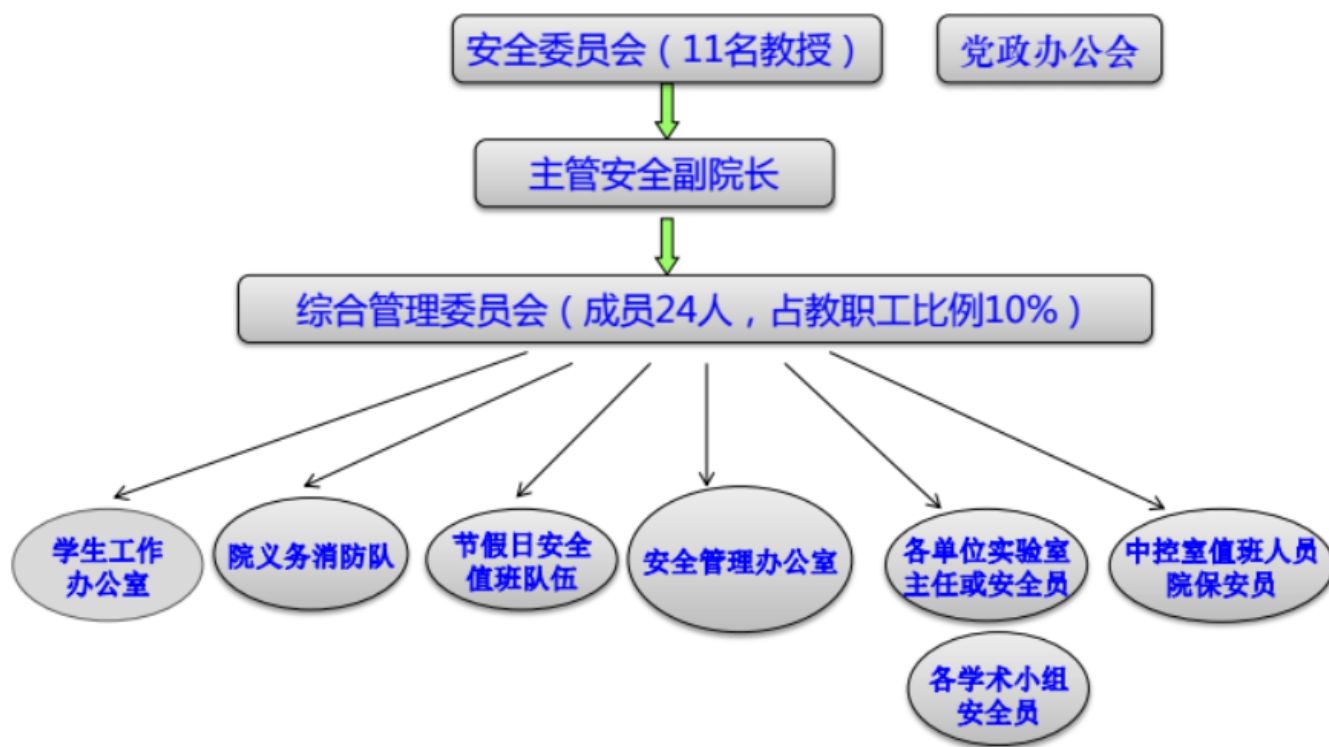 安全委员会（11名教授）
党政办公会
主管安全副院长
综合管理委员会（成员24人，占教职工比例10%）
学生工作
办公室
院义务消防队
节假日安全
值班队伍
安全管理办公室
各单位实验室
主任或安全员
中控室值班人员
院保安员
各学术小组
安全员